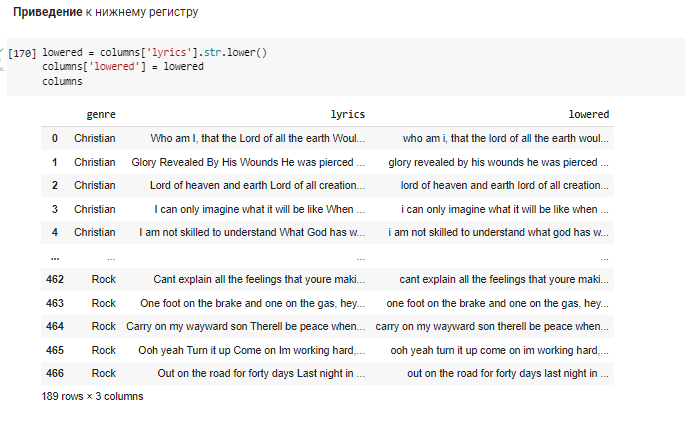 Приведение к нижнему регистру
[170] lowered = columns['lyrics'].str.lower()
columns['lowered'] = lowered
columns
genre lyrics lowered
0 Christian Who am I, that the Lord of all the earth Woul... who am i, that the lord of all the earth woul...
1 Christian Glory Revealed By His Wounds He was pierced ... glory revealed by his wounds he was pierced ...
2 Christian Lord of heaven and earth Lord of all creation... lord of heaven and earth lord of all creation...
3 Christian I can only imagine what it will be like When ... i can only imagine what it will be like when ...
4 Christian I am not skilled to understand What God has w... i am not skilled to understand what god has w...
... ... ... ...
462 Rock Cant explain all the feelings that youre maki... cant explain all the feelings that youre maki...
463 Rock One foot on the brake and one on the gas, hey... one foot on the brake and one on the gas, hey...
464 Rock Carry on my wayward son Therell be peace when... carry on my wayward son therell be peace when...
465 Rock Ooh yeah Turn it up Come on Im working hard,... ooh yeah turn it up come on im working hard,...
466 Rock Out on the road for forty days Last night in ... out on the road for forty days last night in ...
189 rows × 3 columns